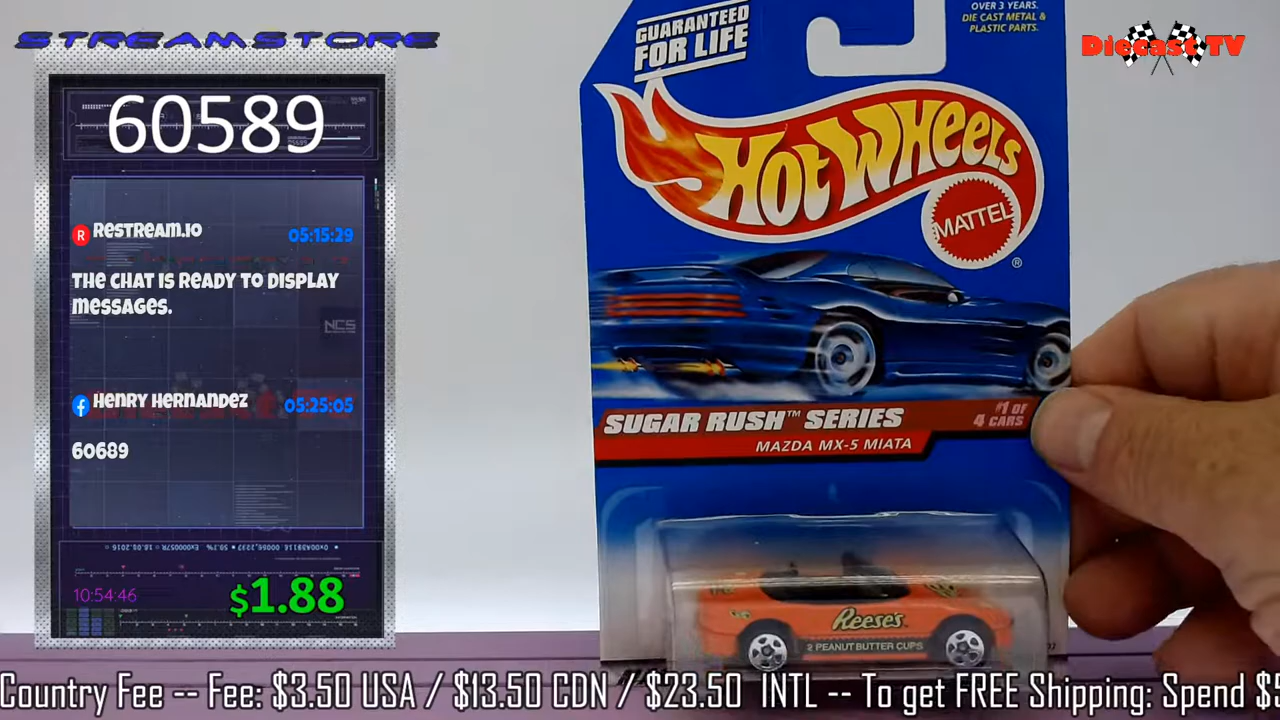 STREAMSTORE
60589
Restream.io 05:15:29
The chat is ready to display
messages.
NCS
Henry Hernandez 05:25:05
60689
10:54:46
$1.88
GUARANTEED
FOR LIFE
OVER 3 YEARS.
DIE CAST METAL &
PLASTIC PARTS.
Diecast TV
HOT WHEELS
MATTEL
®
SUGAR RUSH™ SERIES
#1 OF
4 CARS
MAZDA MX-5 MIATA
Reese's
2 PEANUT BUTTER CUPS
Country Fee -- Fee: $3.50 USA / $13.50 CDN / $23.50 INTL -- To get FREE Shipping: Spend $5